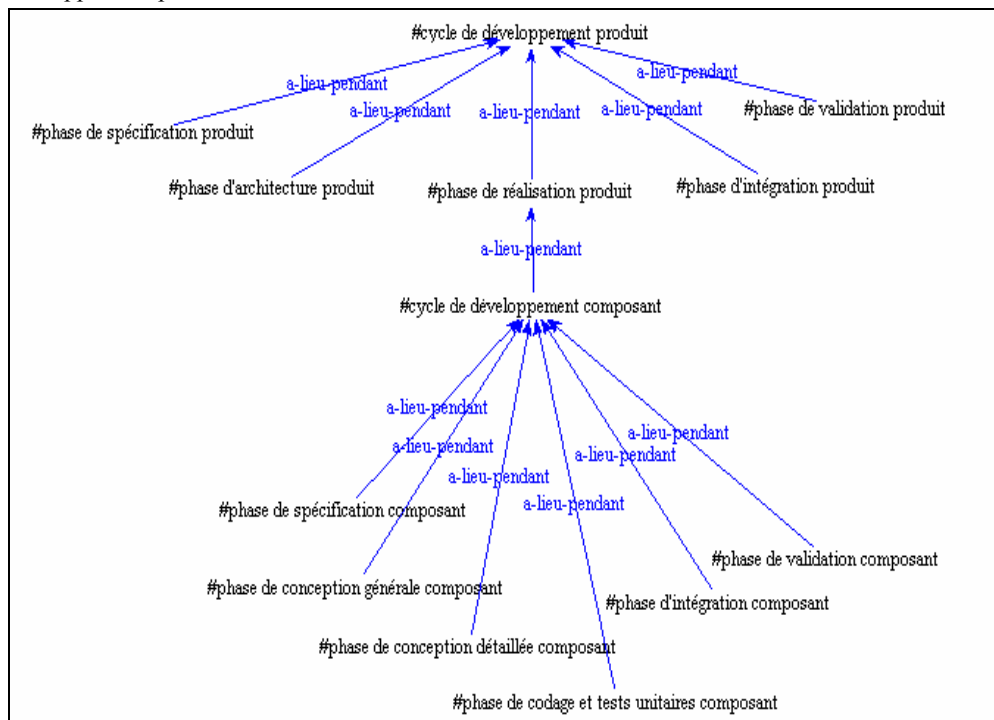 #cycle de développement produit
a-lieu-pendant
a-lieu-pendant
a-lieu-pendant
a-lieu-pendant
a-lieu-pendant
#phase de validation produit
#phase de spécification produit
#phase d'architecture produit
#phase de réalisation produit
#phase d'intégration produit
a-lieu-pendant
#cycle de développement composant
a-lieu-pendant
a-lieu-pendant
a-lieu-pendant
a-lieu-pendant
a-lieu-pendant
a-lieu-pendant
#phase de spécification composant
#phase de validation composant
#phase de conception générale composant
#phase d'intégration composant
#phase de conception détaillée composant
#phase de codage et tests unitaires composant